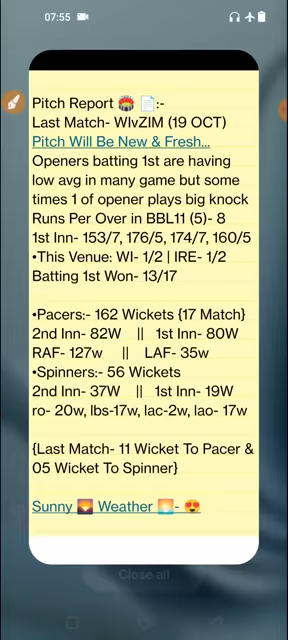 07:55
Pitch Report 🏟 📄:-
Last Match- WIvZIM (19 OCT)
Pitch Will Be New & Fresh...
Openers batting 1st are having
low avg in many game but some
times 1 of opener plays big knock
Runs Per Over in BBL11 (5)- 8
1st Inn- 153/7, 176/5, 174/7, 160/5
•This Venue: WI- 1/2 | IRE- 1/2
Batting 1st Won- 13/17
•Pacers:- 162 Wickets {17 Match}
2nd Inn- 82W || 1st Inn- 80W
RAF- 127w || LAF- 35w
•Spinners:- 56 Wickets
2nd Inn- 37W || 1st Inn- 19W
ro- 20w, lbs-17w, lac-2w, lao- 17w
{Last Match- 11 Wicket To Pacer &
05 Wicket To Spinner}
Sunny 🌄 Weather 🌅- 😍
Close all